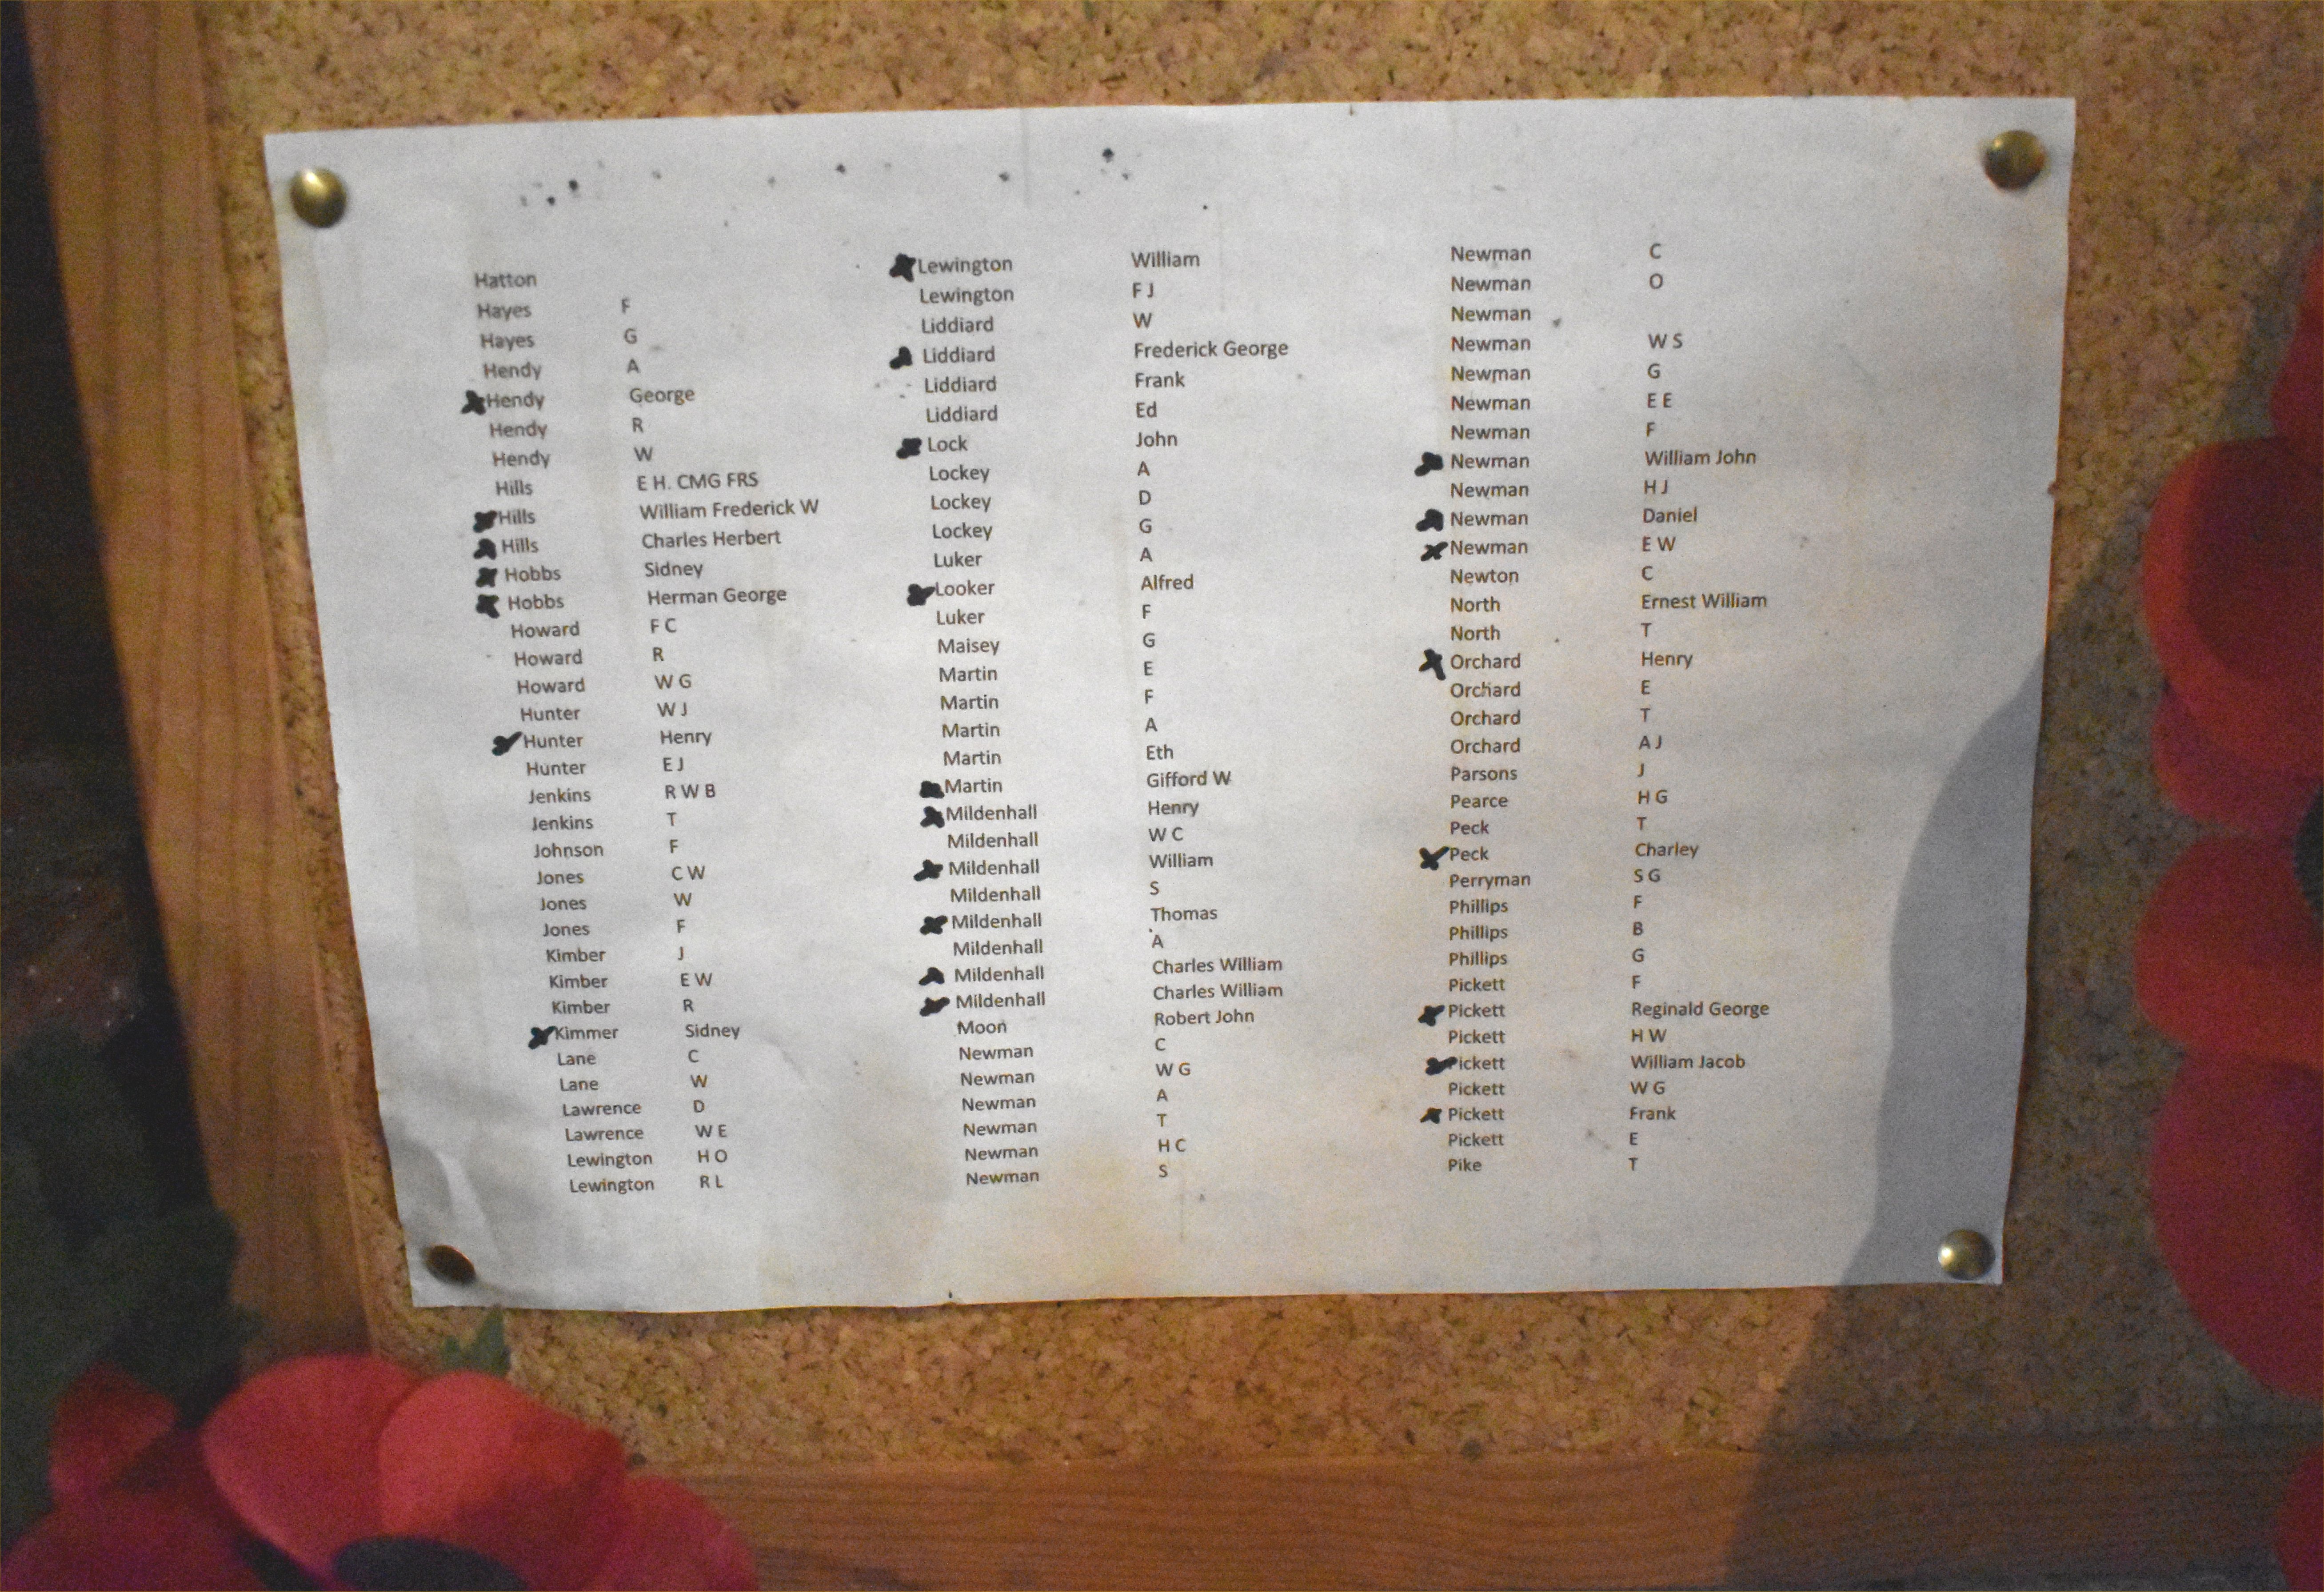 Hatton
Hayes F
Hayes G
Hendy A
Hendy George
Hendy R
Hendy W
Hills E H. CMG FRS
Hills William Frederick W
Hills Charles Herbert
Hobbs Sidney
Hobbs Herman George
Howard F C
Howard R
Howard W G
Hunter W J
Hunter Henry
Hunter E J
Jenkins R W B
Jenkins T
Johnson F
Jones C W
Jones W
Jones F
Kimber J
Kimber E W
Kimber R
Kimmer Sidney
Lane C
Lane W
Lawrence D
Lawrence W E
Lewington H O
Lewington R L
Lewington William
Lewington F J
Liddiard W
Liddiard Frederick George
Liddiard Frank
Liddiard Ed
Lock John
Lockey A
Lockey D
Lockey G
Luker A
Looker Alfred
Luker F
Maisey G
Martin E
Martin F
Martin A
Martin Eth
Martin Gifford W
Mildenhall Henry
Mildenhall W C
Mildenhall William
Mildenhall S
Mildenhall Thomas
Mildenhall A
Mildenhall Charles William
Mildenhall Charles William
Moon Robert John
Newman C
Newman W G
Newman A
Newman T
Newman H C
Newman S
Newman C
Newman O
Newman
Newman W S
Newman G
Newman E E
Newman F
Newman William John
Newman H J
Newman Daniel
Newman E W
Newton C
North Ernest William
North T
Orchard Henry
Orchard E
Orchard T
Orchard A J
Parsons J
Pearce H G
Peck T
Peck Charley
Perryman S G
Phillips F
Phillips B
Phillips G
Pickett F
Pickett Reginald George
Pickett H W
Pickett William Jacob
Pickett W G
Pickett Frank
Pickett E
Pike T